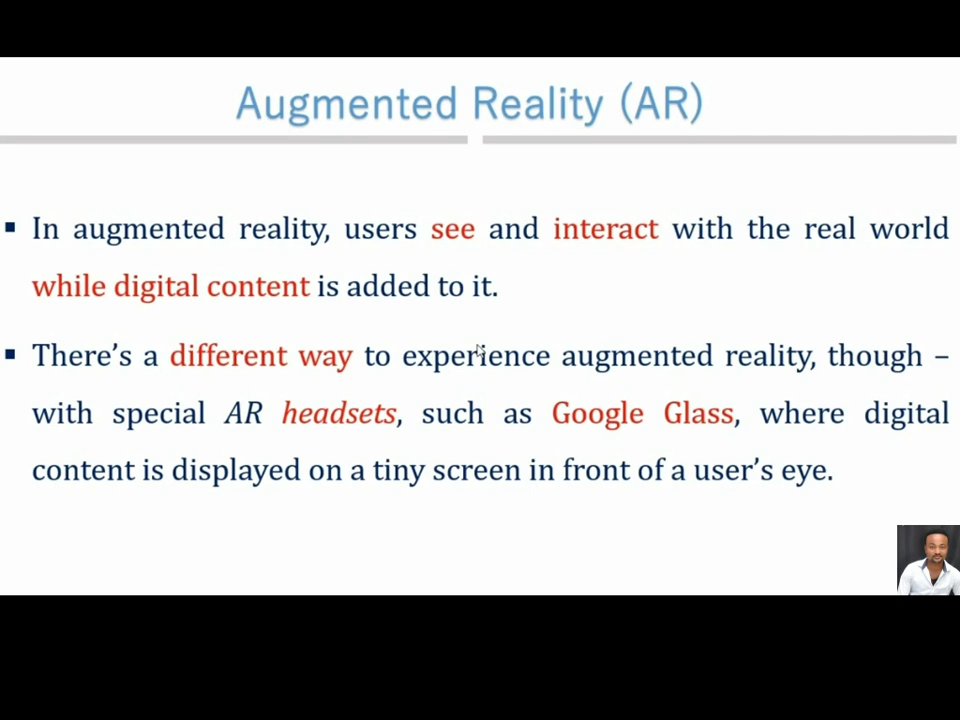 Augmented Reality (AR)
▪ In augmented reality, users see and interact with the real world
while digital content is added to it.
▪ There’s a different way to experience augmented reality, though –
with special AR headsets, such as Google Glass, where digital
content is displayed on a tiny screen in front of a user’s eye.